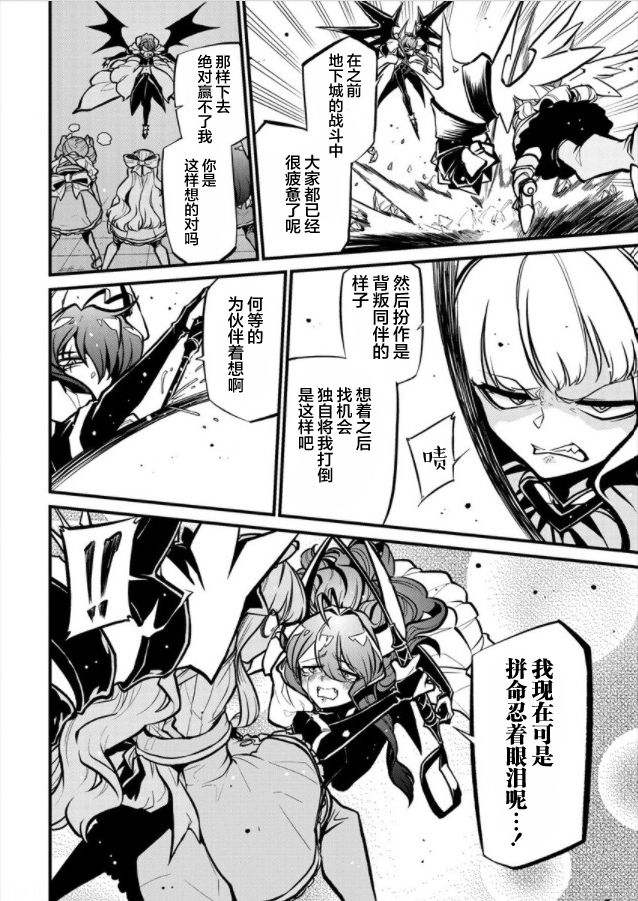 在之前
地下城的战斗中
大家都已经
很疲惫了呢
那样下去
绝对赢不了我
你是
这样想的对吗
然后扮作是
背叛同伴的
样子
想着之后
找机会
独自将我打倒
是这样吧
啧
何等的
为伙伴着想啊
!!
我现在可是
拼命忍着眼泪呢…!